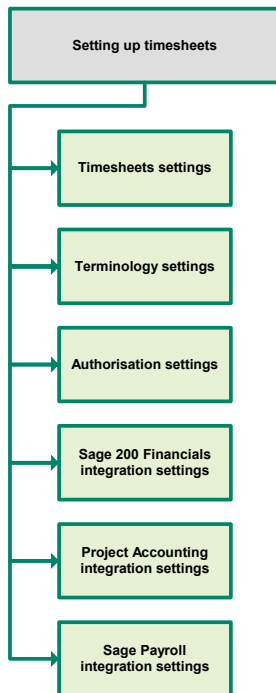 Setting up timesheets
Timesheets settings
Terminology settings
Authorisation settings
Sage 200 Financials
integration settings
Project Accounting
integration settings
Sage Payroll
integration settings